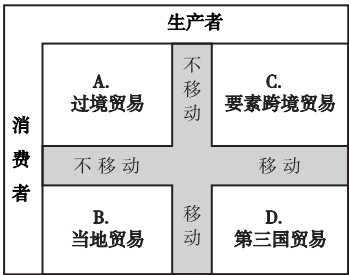 生产者
消费者
A.
过境贸易
不移动
C.
要素跨境贸易
不移动
移动
B.
当地贸易
移动
D.
第三国贸易